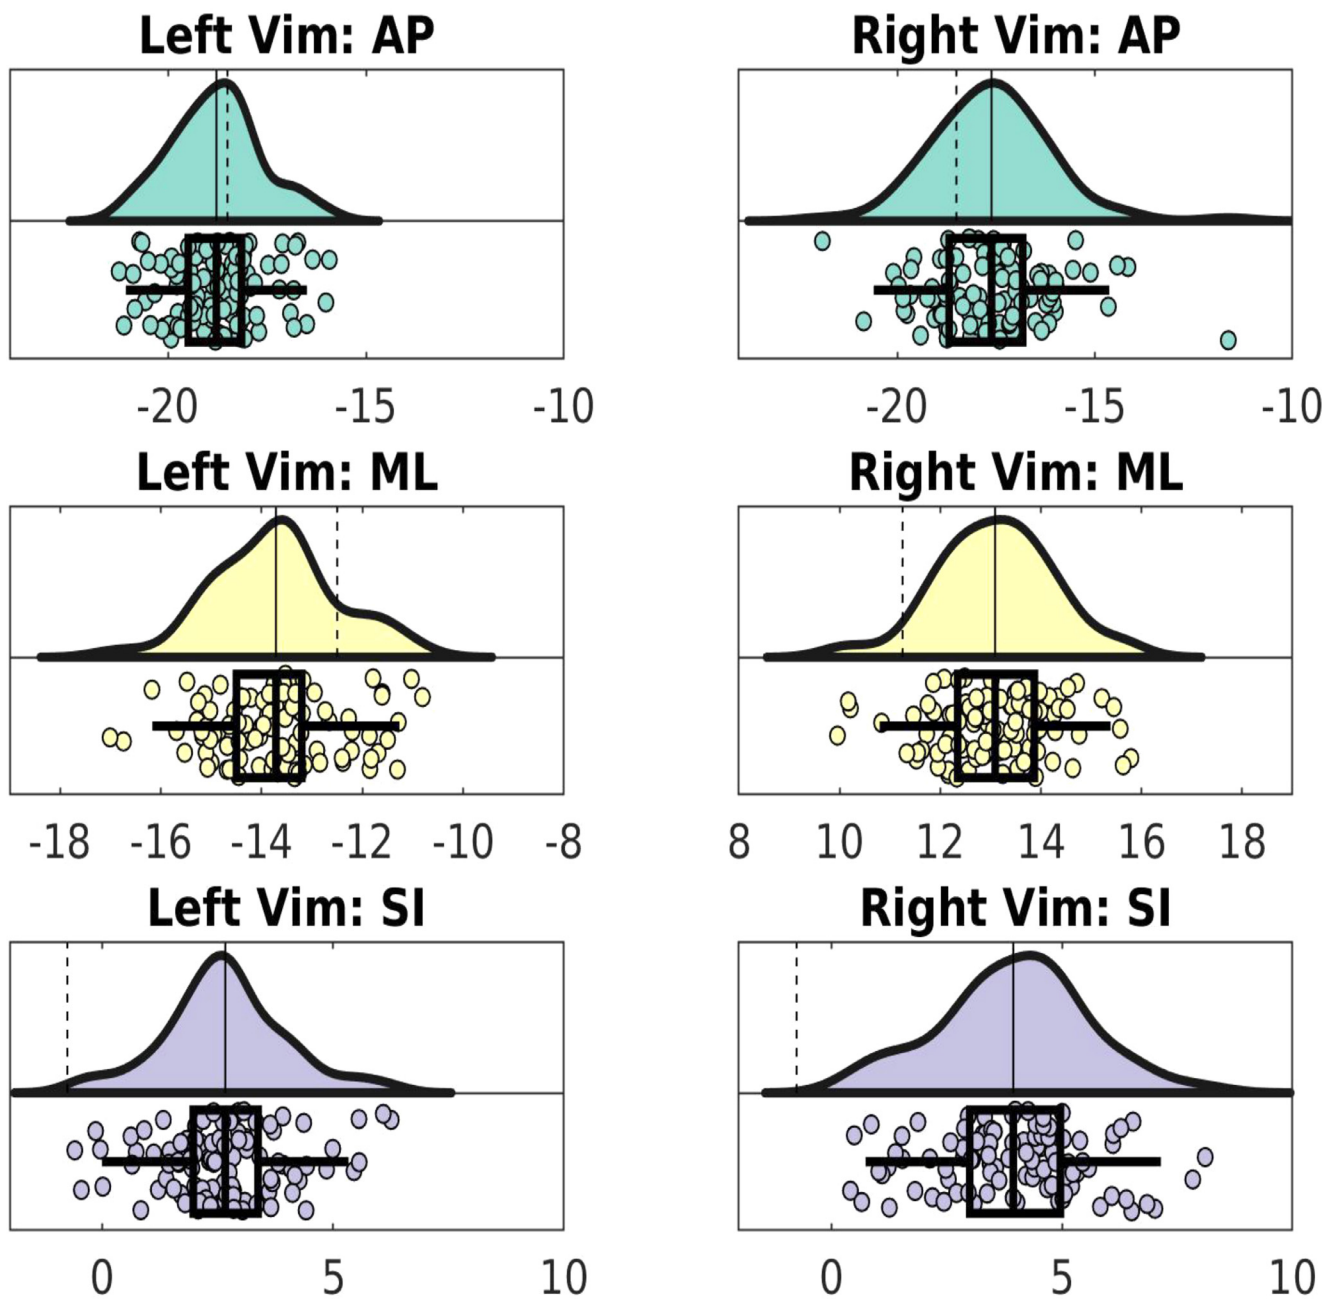 Left Vim: AP
Right Vim: AP
-20 -15 -10
-20 -15 -10
Left Vim: ML
Right Vim: ML
-18 -16 -14 -12 -10 -8
8 10 12 14 16 18
Left Vim: SI
Right Vim: SI
0 5 10
0 5 10